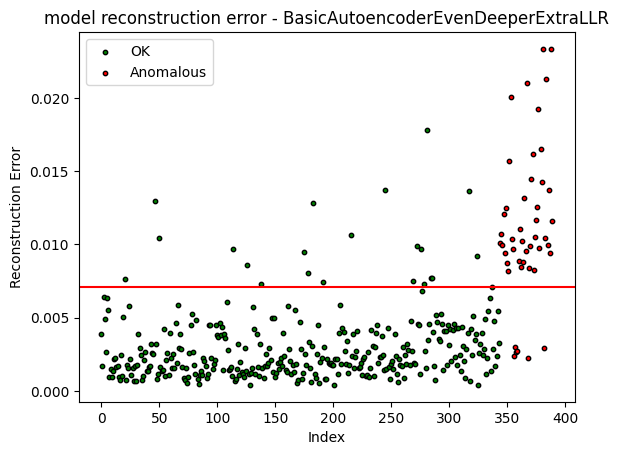 model reconstruction error - BasicAutoencoderEvenDeeperExtraLLR
OK
Anomalous
Reconstruction Error
0.020
0.015
0.010
0.005
0.000
0
50
100
150
200
250
300
350
400
Index